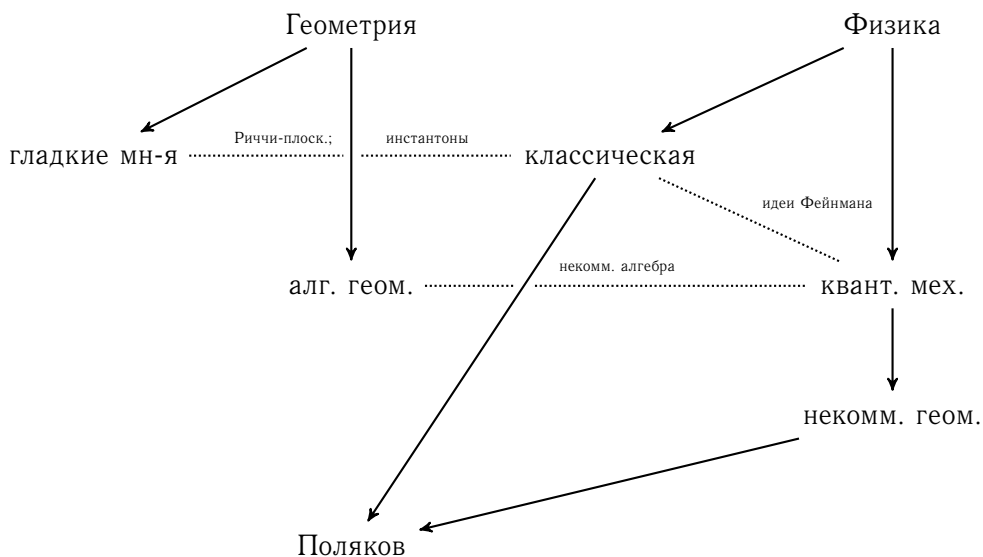 Геометрия
Физика
Риччи-плоск.;
инстантоны
гладкие мн-я
классическая
идеи Фейнмана
некомм. алгебра
алг. геом.
квант. мех.
некомм. геом.
Поляков